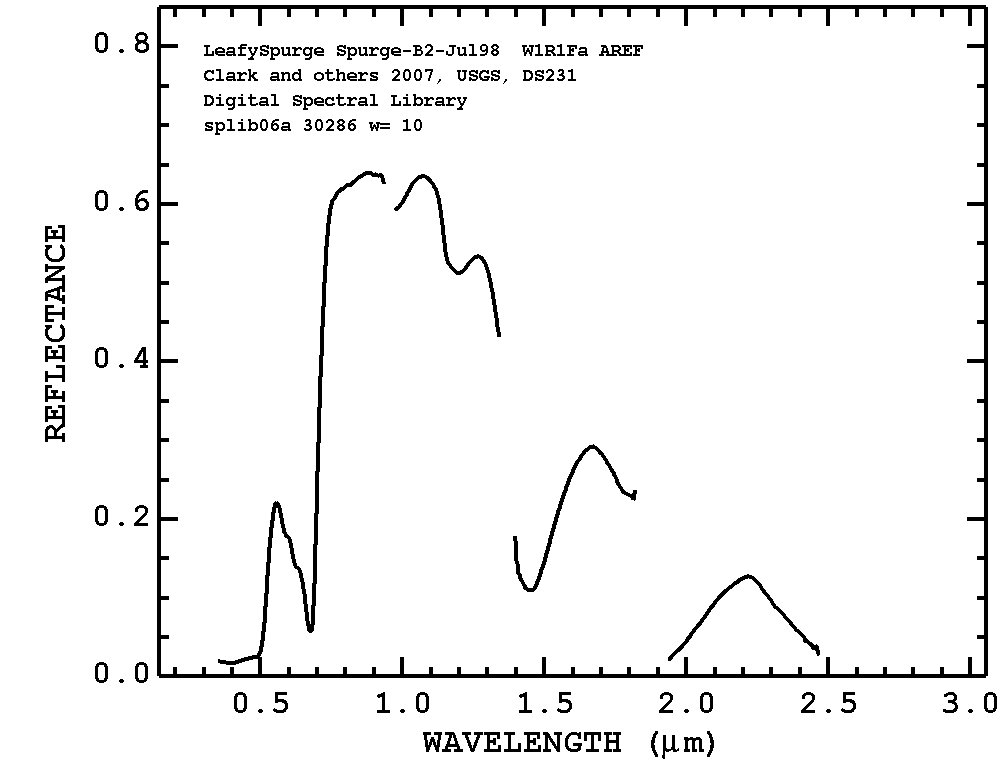 LeafySpurge Spurge-B2-Jul98 W1R1Fa AREF
Clark and others 2007, USGS, DS231
Digital Spectral Library
splib06a 30286 w= 10
REFLECTANCE
0.8
0.6
0.4
0.2
0.0
0.5 1.0 1.5 2.0 2.5 3.0
WAVELENGTH (μm)